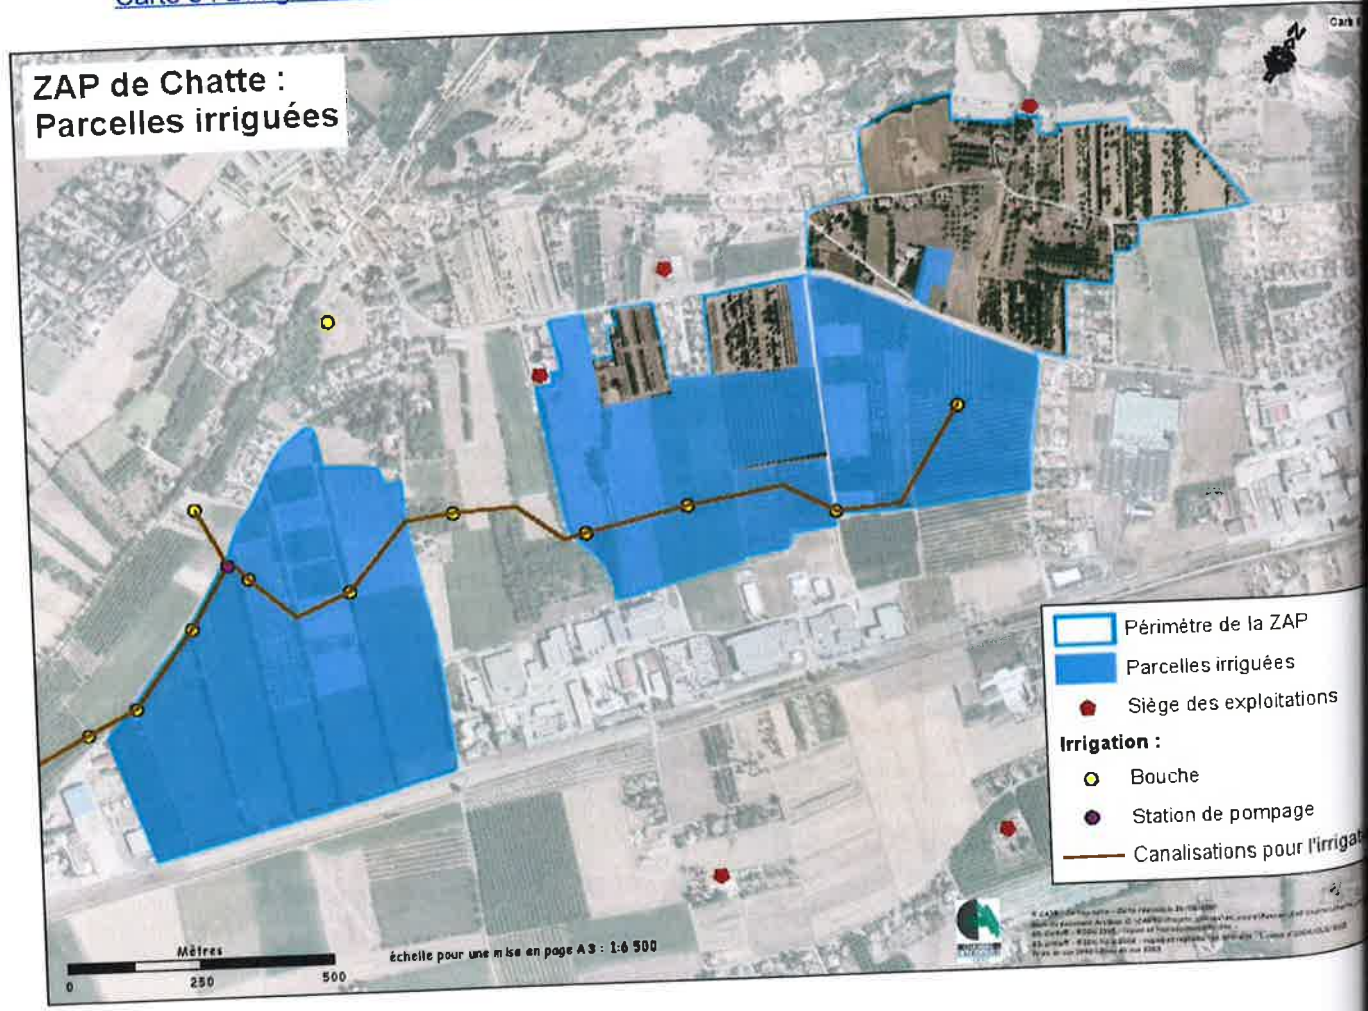 ZAP de Chatte :
Parcelles irriguées
N
Périmètre de la ZAP
Parcelles irriguées
Siège des exploitations
Irrigation :
Bouche
Station de pompage
Canalisations pour l'irrigat
Mètres
0 250 500
échelle pour une mise en page A3 : 1:6 500